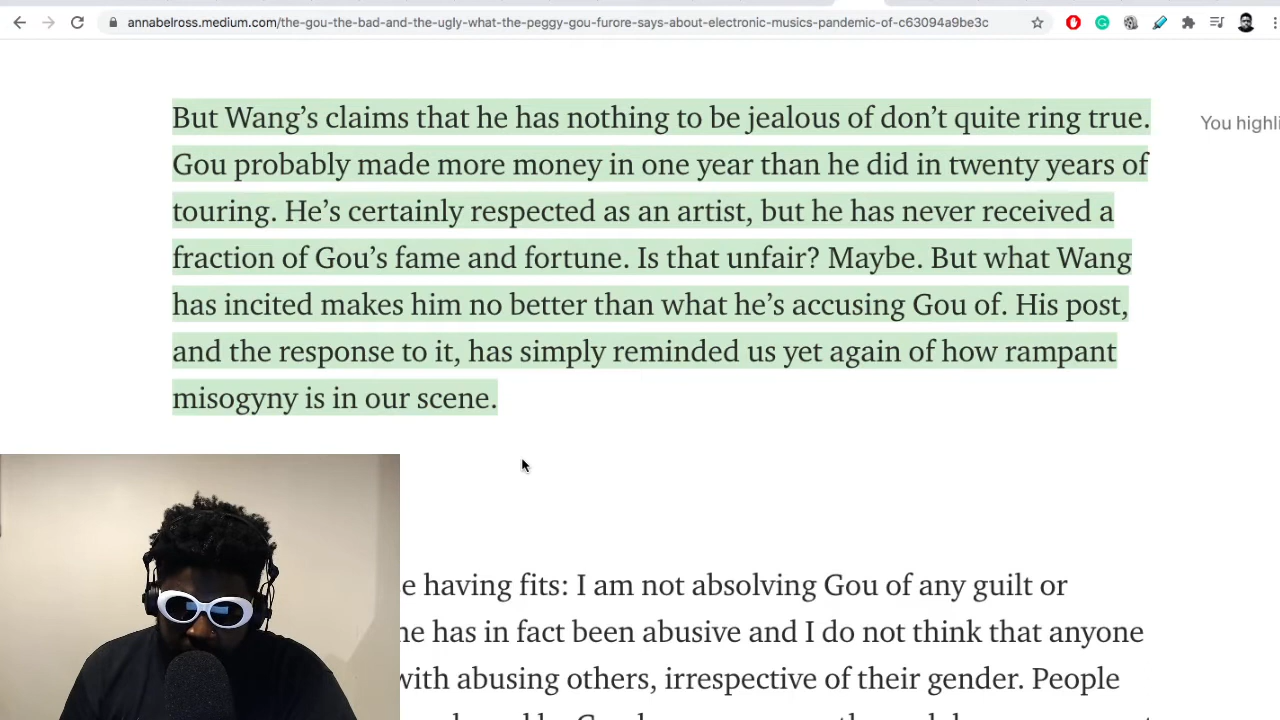 annabelross.medium.com/the-gou-the-bad-and-the-ugly-what-the-peggy-gou-furore-says-about-electronic-musics-pandemic-of-c63094a9be3c
But Wang’s claims that he has nothing to be jealous of don’t quite ring true.
You highli
Gou probably made more money in one year than he did in twenty years of
touring. He’s certainly respected as an artist, but he has never received a
fraction of Gou’s fame and fortune. Is that unfair? Maybe. But what Wang
has incited makes him no better than what he’s accusing Gou of. His post,
and the response to it, has simply reminded us yet again of how rampant
misogyny is in our scene.
e having fits: I am not absolving Gou of any guilt or
he has in fact been abusive and I do not think that anyone
with abusing others, irrespective of their gender. People